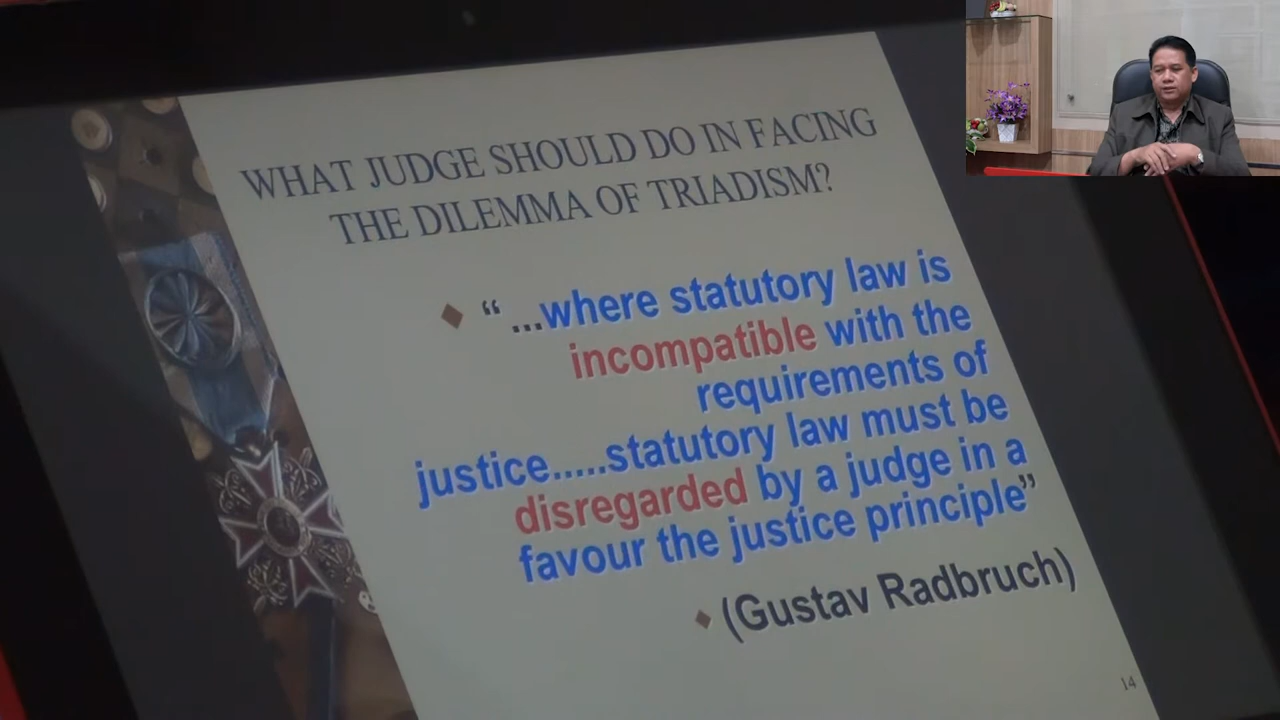 WHAT JUDGE SHOULD DO IN FACING
THE DILEMMA OF TRIADISM?
“ ...where statutory law is
incompatible with the
requirements of
justice.....statutory law must be
disregarded by a judge in a
favour the justice principle”
(Gustav Radbruch)
14